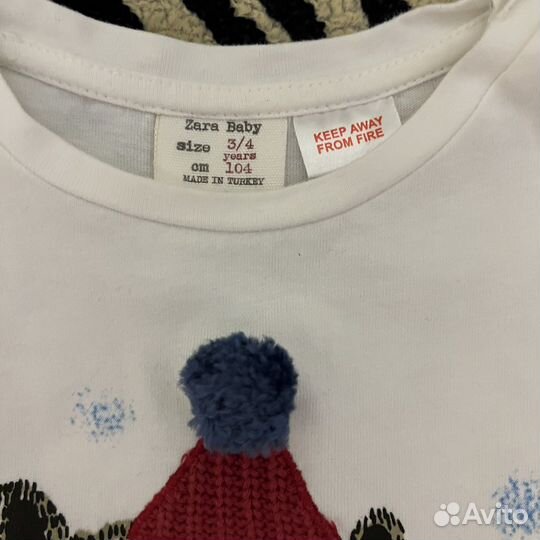 Zara Baby
size 3/4
years
cm 104
MADE IN TURKEY
KEEP AWAY
FROM FIRE
Avito